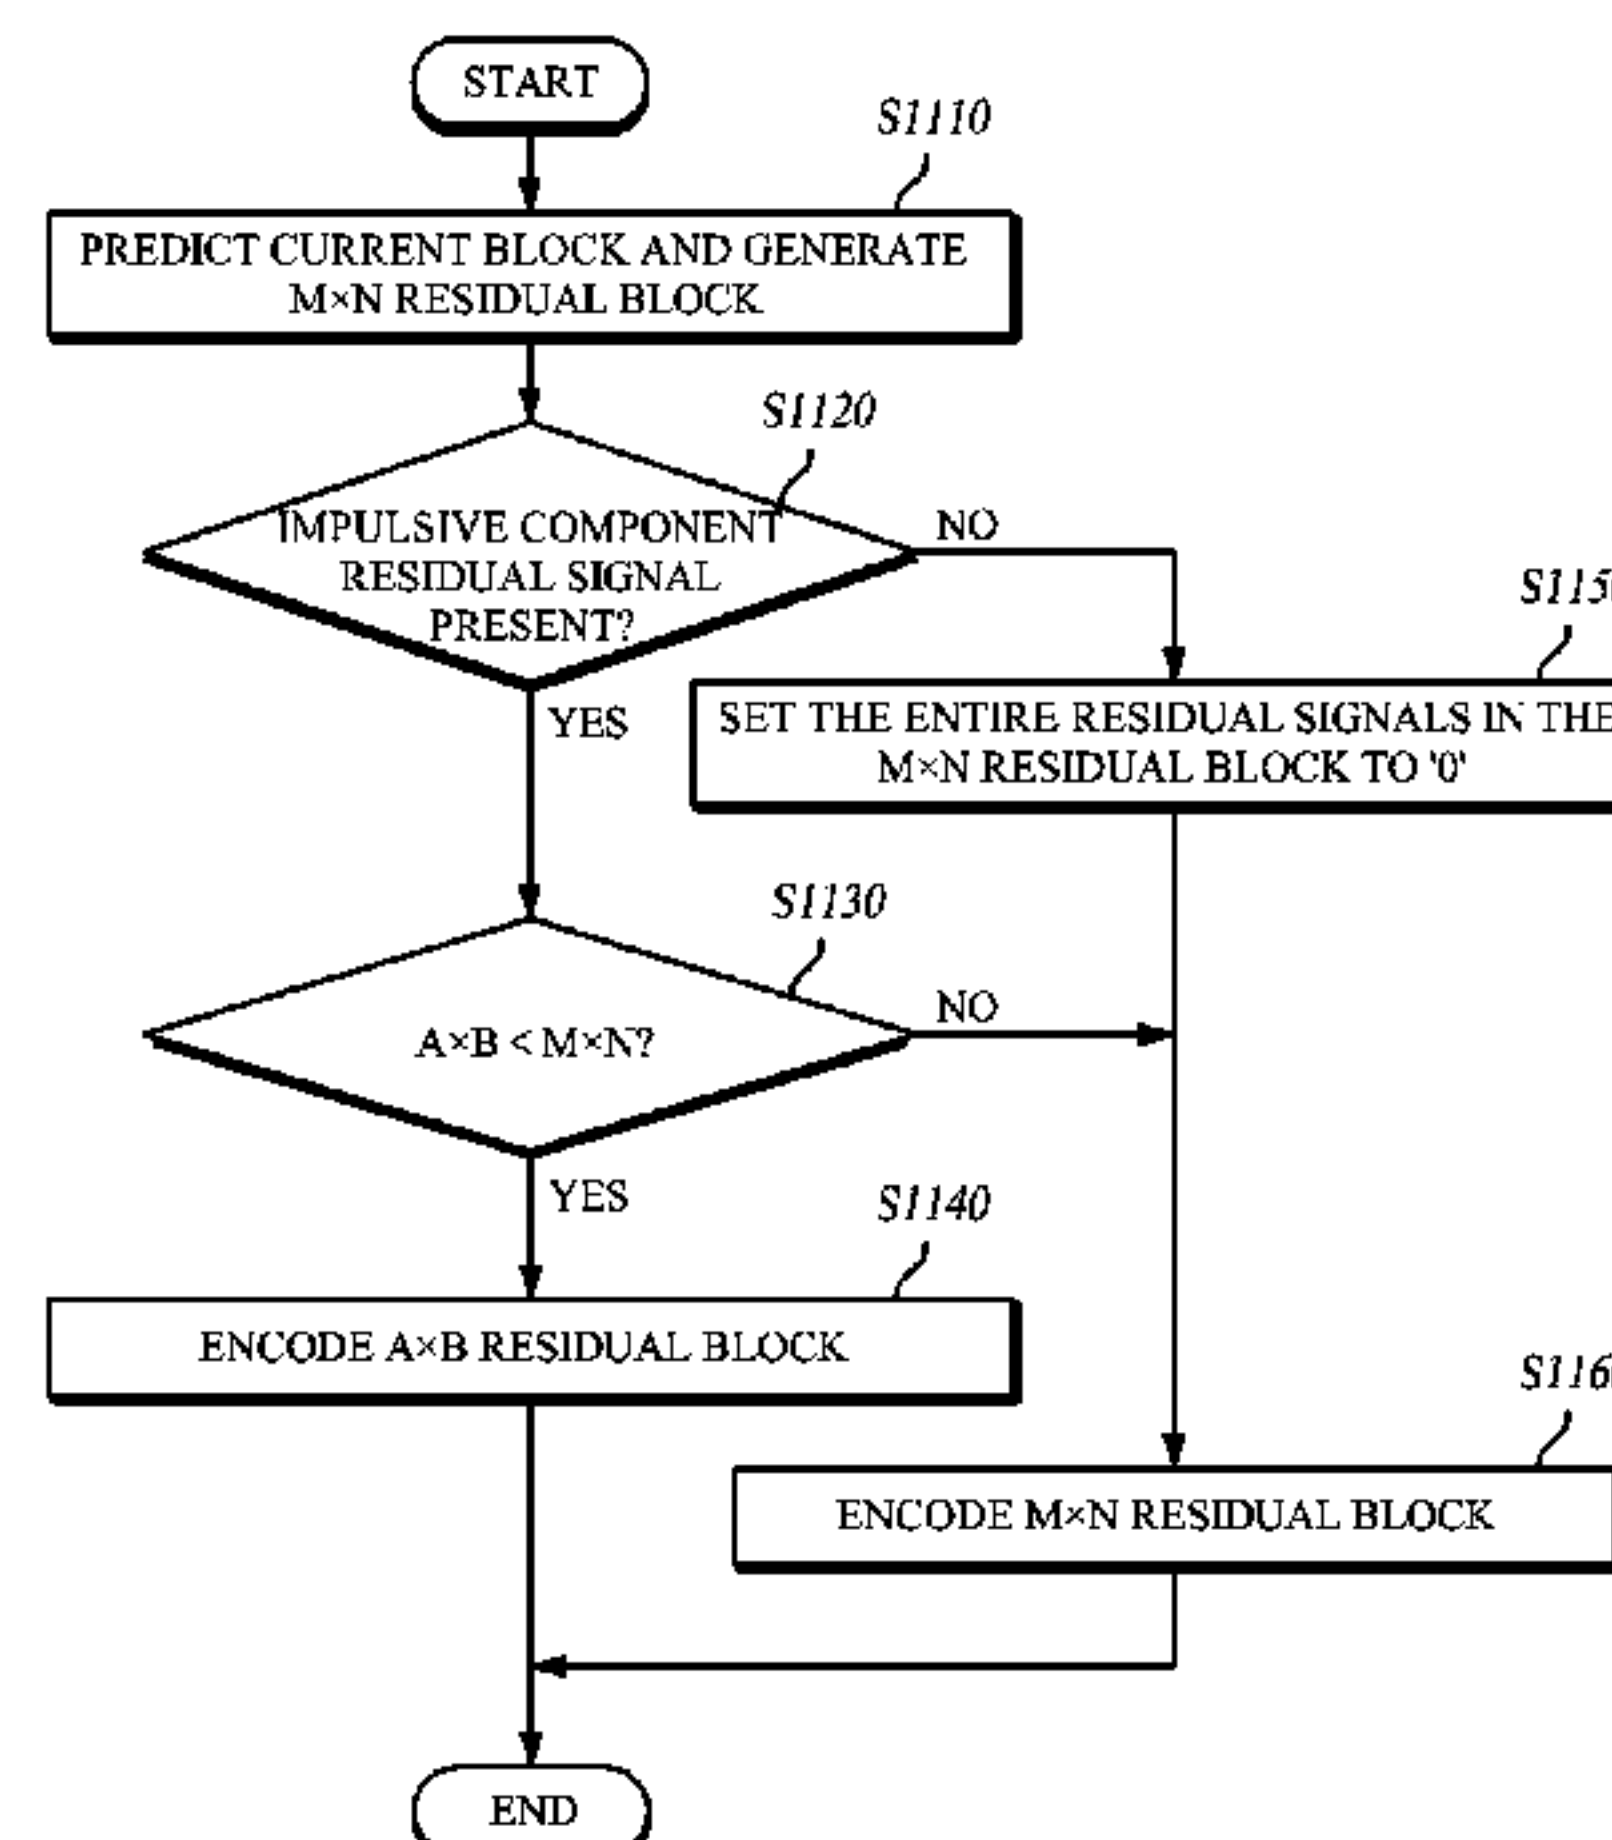 START
S1110
PREDICT CURRENT BLOCK AND GENERATE
M×N RESIDUAL BLOCK
S1120
IMPULSIVE COMPONENT
RESIDUAL SIGNAL
PRESENT?
NO
YES
S115
SET THE ENTIRE RESIDUAL SIGNALS IN THE
M×N RESIDUAL BLOCK TO '0'
S1130
A×B < M×N?
NO
YES
S1140
ENCODE A×B RESIDUAL BLOCK
S116
ENCODE M×N RESIDUAL BLOCK
END